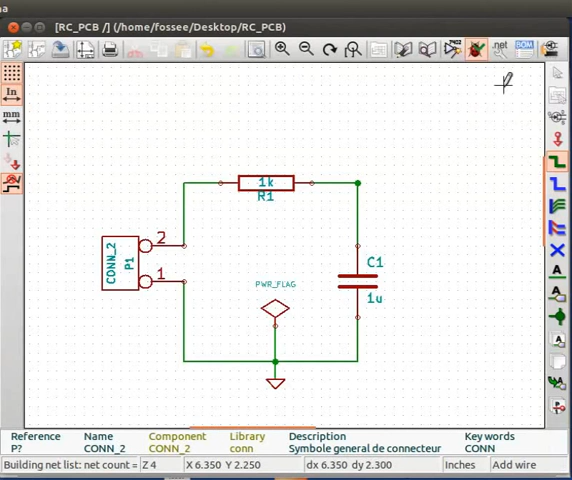 [RC_PCB /] (/home/fossee/Desktop/RC_PCB)
.net
BOM
In
mm
1k
R1
2
CONN_2
P1
1
C1
1u
PWR_FLAG
A
A
Reference Name Component Library Description Key words
P? CONN_2 CONN_2 conn Symbole general de connecteur CONN
Building net list: net count = Z 4 X 6.350 Y 2.250 dx 6.350 dy 2.300 Inches Add wire